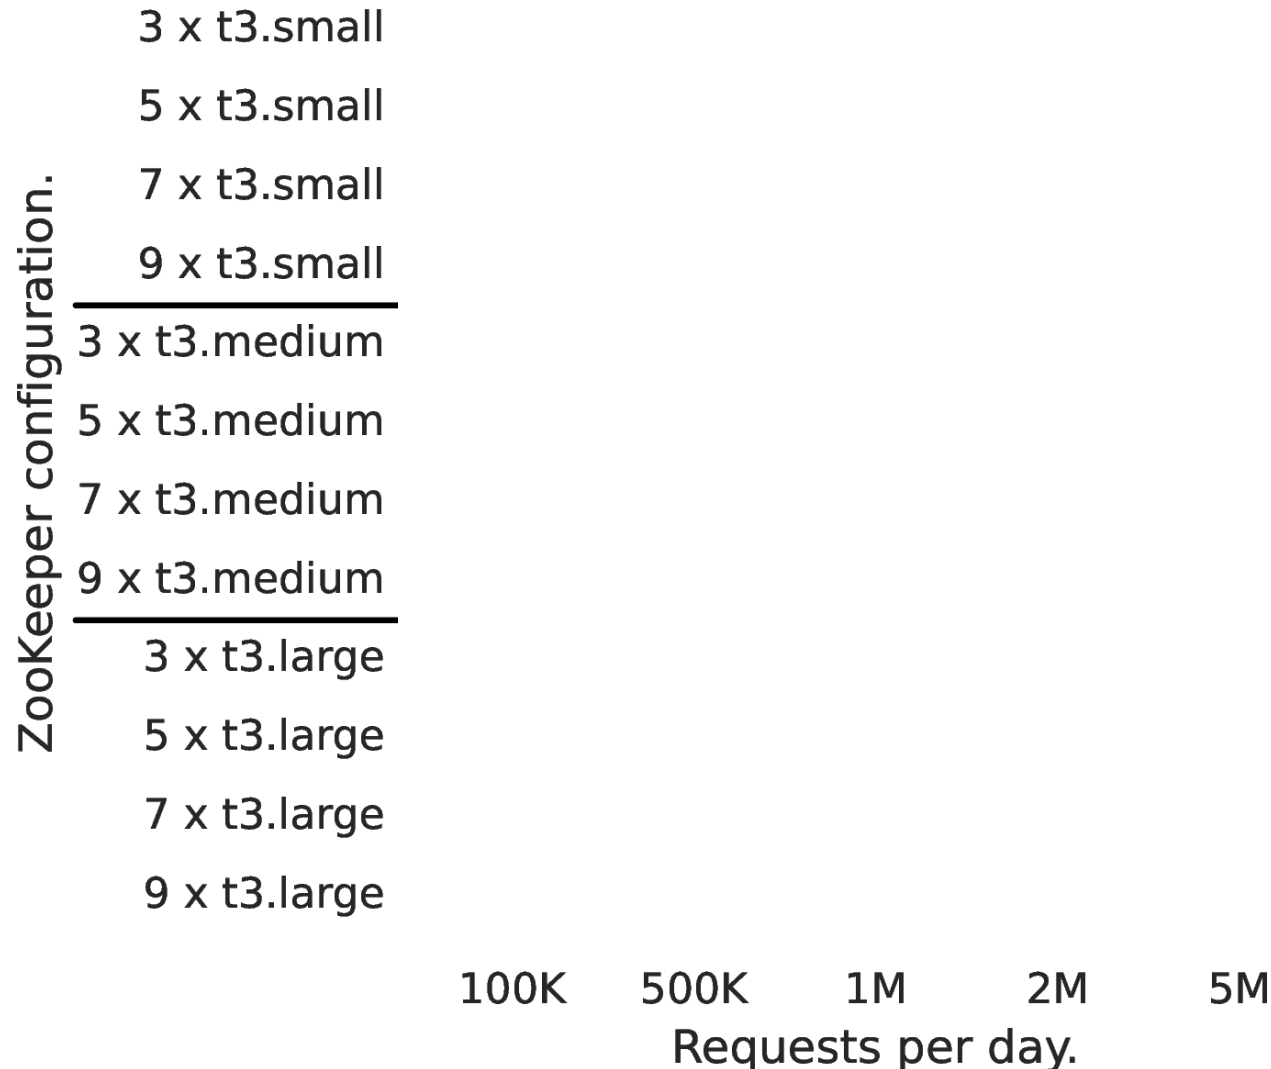 3 x t3.small
5 x t3.small
7 x t3.small
9 x t3.small
ZooKeeper configuration.
3 x t3.medium
5 x t3.medium
7 x t3.medium
9 x t3.medium
3 x t3.large
5 x t3.large
7 x t3.large
9 x t3.large
100K 500K 1M 2M 5M
Requests per day.